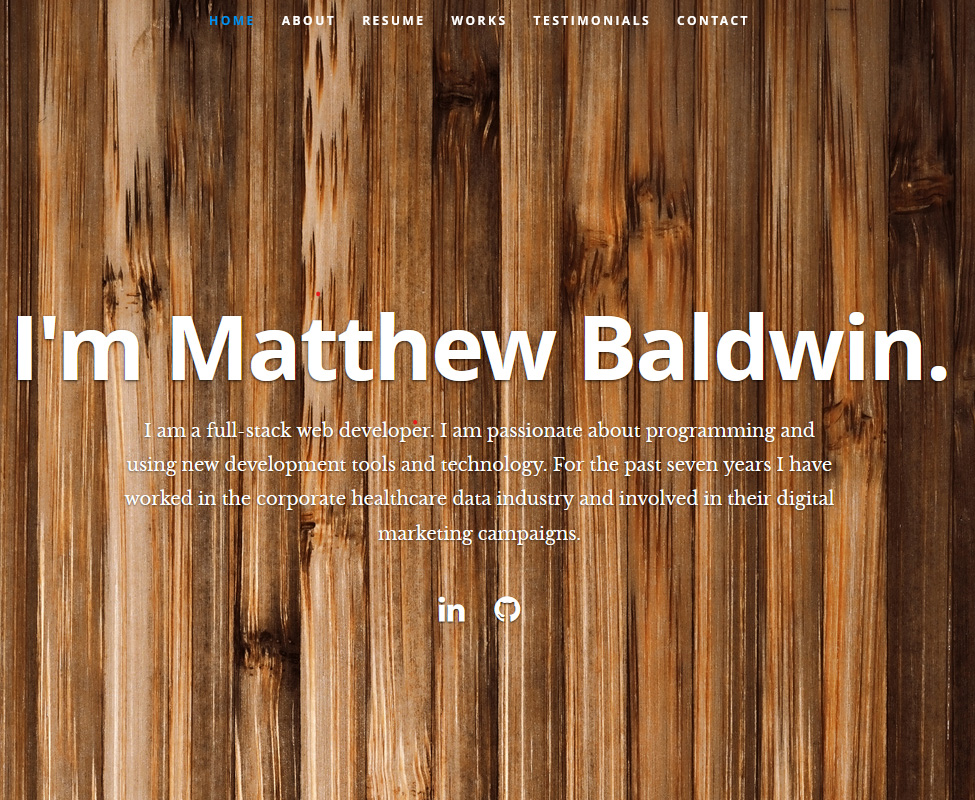 HOME ABOUT RESUME WORKS TESTIMONIALS CONTACT
I'm Matthew Baldwin.
I am a full-stack web developer. I am passionate about programming and
using new development tools and technology. For the past seven years I have
worked in the corporate healthcare data industry and involved in their digital
marketing campaigns.
in